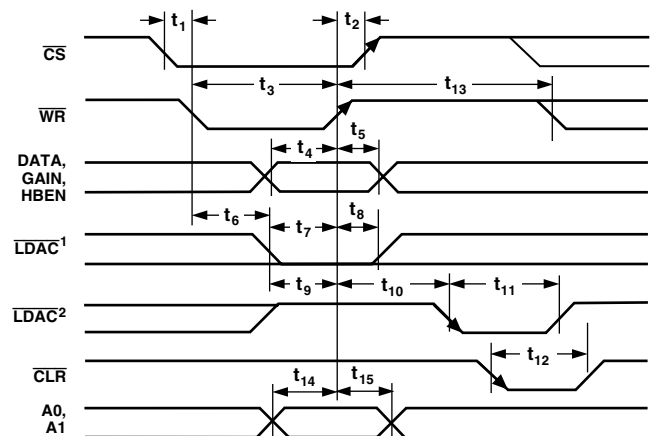 t1 t2
CS
t3 t13
WR
t4 t5
DATA,
GAIN,
HBEN
t6 t7 t8
LDAC1
t9 t10 t11
LDAC2
t12
CLR
t14 t15
A0,
A1